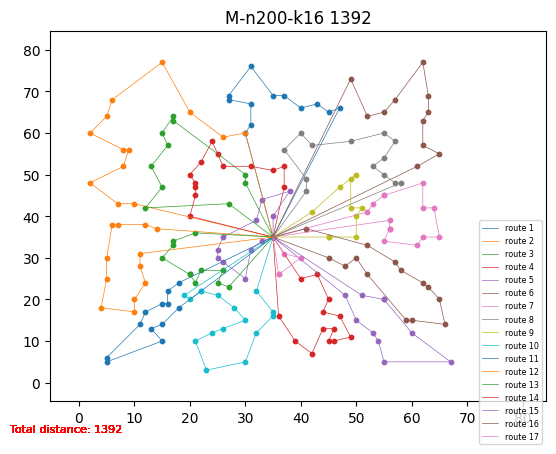 M-n200-k16 1392
80
70
60
50
40
30
20
10
0
0 10 20 30 40 50 60 70 80
route 1
route 2
route 3
route 4
route 5
route 6
route 7
route 8
route 9
route 10
route 11
route 12
route 13
route 14
route 15
route 16
route 17
Total distance: 1392